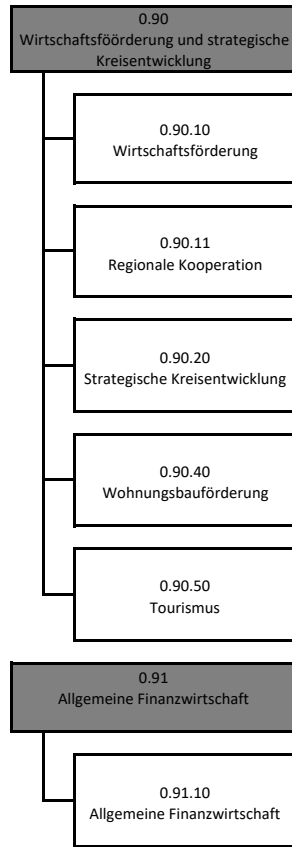 0.90
Wirtschaftsföörderung und strategische
Kreisentwicklung
0.90.10
Wirtschaftsförderung
0.90.11
Regionale Kooperation
0.90.20
Strategische Kreisentwicklung
0.90.40
Wohnungsbauförderung
0.90.50
Tourismus
0.91
Allgemeine Finanzwirtschaft
0.91.10
Allgemeine Finanzwirtschaft